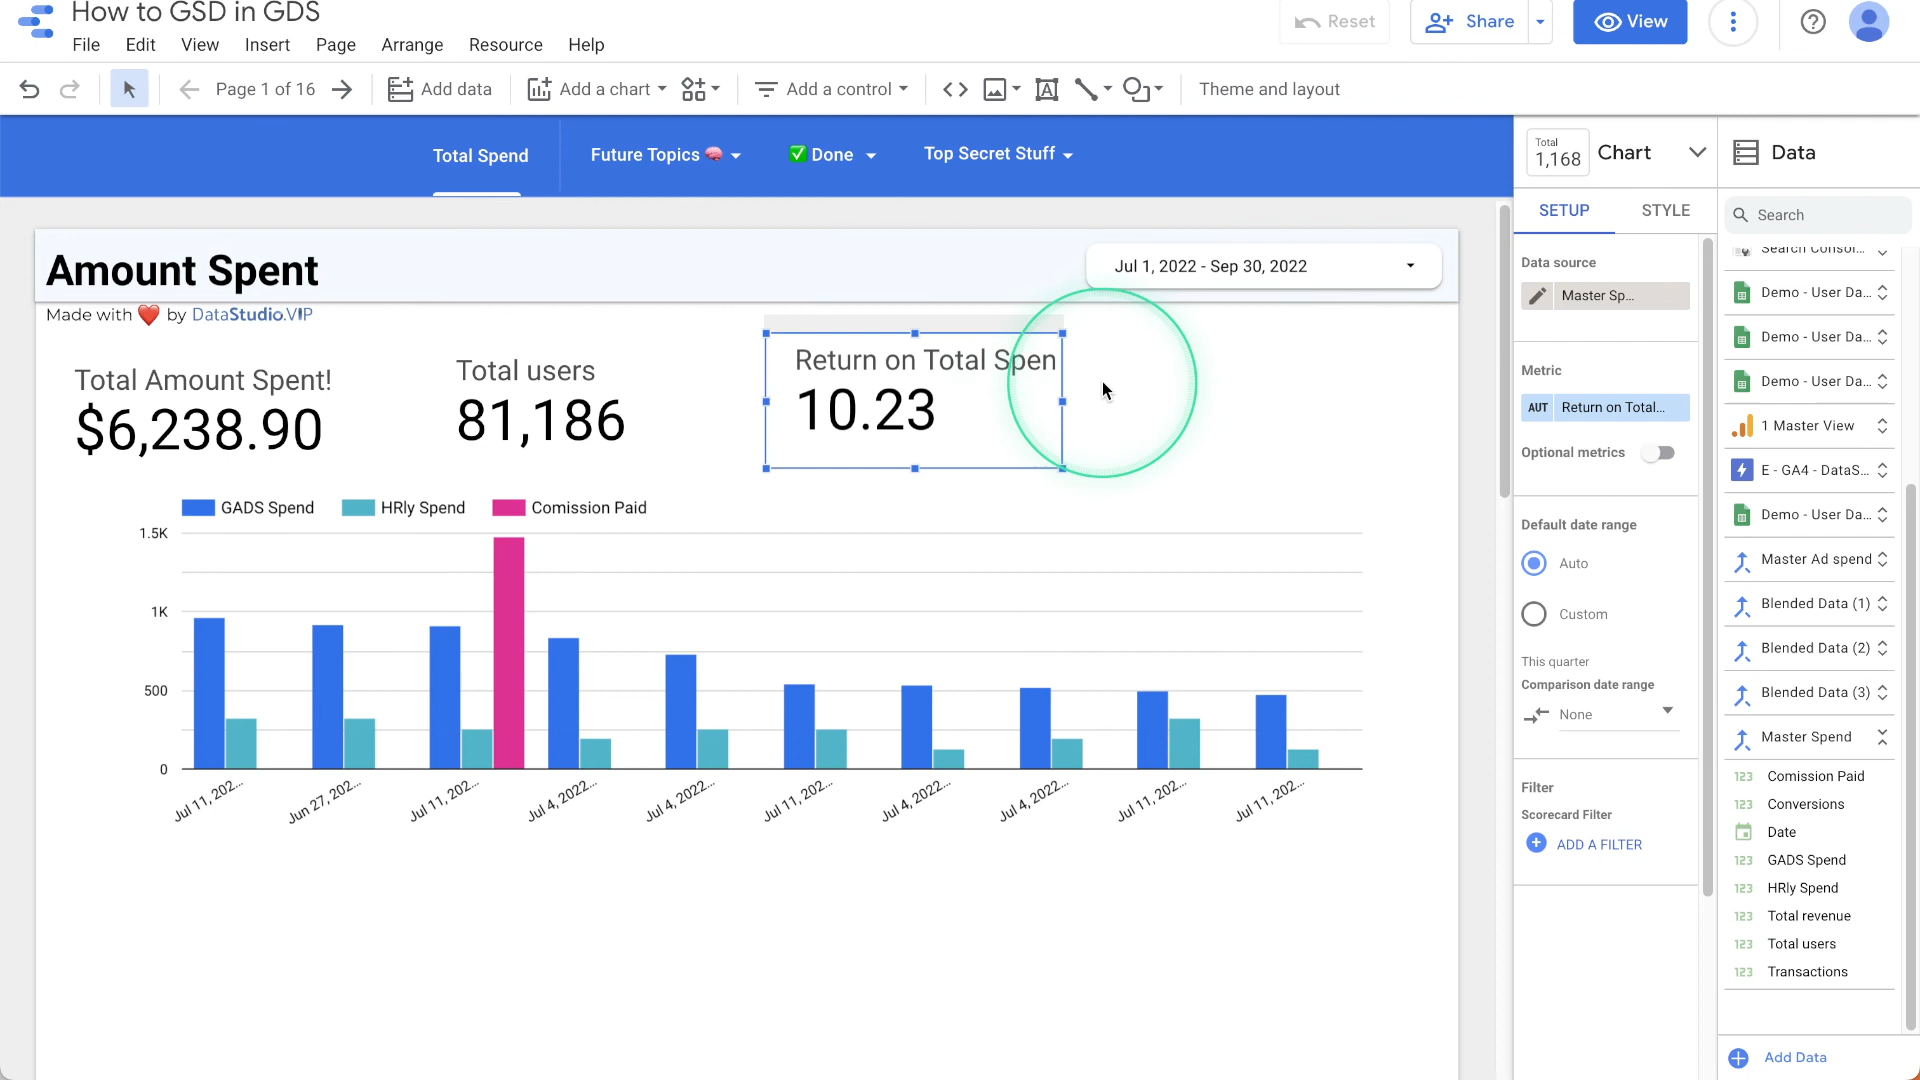 How to GSD in GDS
Reset
Share
View
File Edit View Insert Page Arrange Resource Help
Page 1 of 16
Add data
Add a chart
Add a control
Theme and layout
Total Spend
Future Topics 🧠
✅ Done
Top Secret Stuff
Total
1,168
Chart
Data
SETUP
STYLE
Search
Amount Spent
Jul 1, 2022 - Sep 30, 2022
Made with ❤️ by DataStudio.VIP
Total Amount Spent!
$6,238.90
Total users
81,186
Return on Total Spen
10.23
GADS Spend
HRly Spend
Comission Paid
1.5K
1K
500
0
Jul 11, 202...
Jun 27, 202...
Jul 11, 202...
Jul 4, 2022...
Jul 4, 2022...
Jul 11, 202...
Jul 4, 2022...
Jul 4, 2022...
Jul 11, 202...
Jul 11, 202...
Data source
Master Sp...
Metric
AUT Return on Total...
Optional metrics
Default date range
Auto
Custom
This quarter
Comparison date range
None
Filter
Scorecard Filter
ADD A FILTER
Search Consol...
Demo - User Da...
Demo - User Da...
Demo - User Da...
1 Master View
E - GA4 - DataS...
Demo - User Da...
Master Ad spend
Blended Data (1)
Blended Data (2)
Blended Data (3)
Master Spend
123 Comission Paid
123 Conversions
Date
123 GADS Spend
123 HRly Spend
123 Total revenue
123 Total users
123 Transactions
Add Data